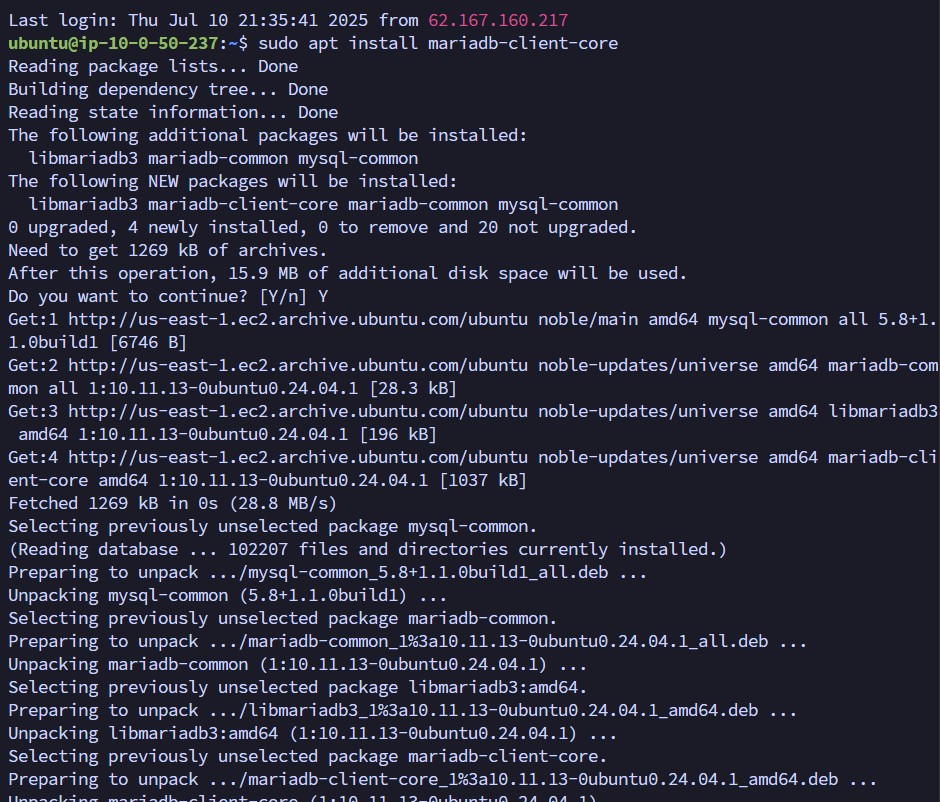 Last login: Thu Jul 10 21:35:41 2025 from 62.167.160.217
ubuntu@ip-10-0-50-237:~$ sudo apt install mariadb-client-core
Reading package lists... Done
Building dependency tree... Done
Reading state information... Done
The following additional packages will be installed:
  libmariadb3 mariadb-common mysql-common
The following NEW packages will be installed:
  libmariadb3 mariadb-client-core mariadb-common mysql-common
0 upgraded, 4 newly installed, 0 to remove and 20 not upgraded.
Need to get 1269 kB of archives.
After this operation, 15.9 MB of additional disk space will be used.
Do you want to continue? [Y/n] Y
Get:1 http://us-east-1.ec2.archive.ubuntu.com/ubuntu noble/main amd64 mysql-common all 5.8+1.
1.0build1 [6746 B]
Get:2 http://us-east-1.ec2.archive.ubuntu.com/ubuntu noble-updates/universe amd64 mariadb-com
mon all 1:10.11.13-0ubuntu0.24.04.1 [28.3 kB]
Get:3 http://us-east-1.ec2.archive.ubuntu.com/ubuntu noble-updates/universe amd64 libmariadb3
 amd64 1:10.11.13-0ubuntu0.24.04.1 [196 kB]
Get:4 http://us-east-1.ec2.archive.ubuntu.com/ubuntu noble-updates/universe amd64 mariadb-cli
ent-core amd64 1:10.11.13-0ubuntu0.24.04.1 [1037 kB]
Fetched 1269 kB in 0s (28.8 MB/s)
Selecting previously unselected package mysql-common.
(Reading database ... 102207 files and directories currently installed.)
Preparing to unpack .../mysql-common_5.8+1.1.0build1_all.deb ...
Unpacking mysql-common (5.8+1.1.0build1) ...
Selecting previously unselected package mariadb-common.
Preparing to unpack .../mariadb-common_1%3a10.11.13-0ubuntu0.24.04.1_all.deb ...
Unpacking mariadb-common (1:10.11.13-0ubuntu0.24.04.1) ...
Selecting previously unselected package libmariadb3:amd64.
Preparing to unpack .../libmariadb3_1%3a10.11.13-0ubuntu0.24.04.1_amd64.deb ...
Unpacking libmariadb3:amd64 (1:10.11.13-0ubuntu0.24.04.1) ...
Selecting previously unselected package mariadb-client-core.
Preparing to unpack .../mariadb-client-core_1%3a10.11.13-0ubuntu0.24.04.1_amd64.deb ...
Unpacking mariadb-client-core (1:10.11.13-0ubuntu0.24.04.1)